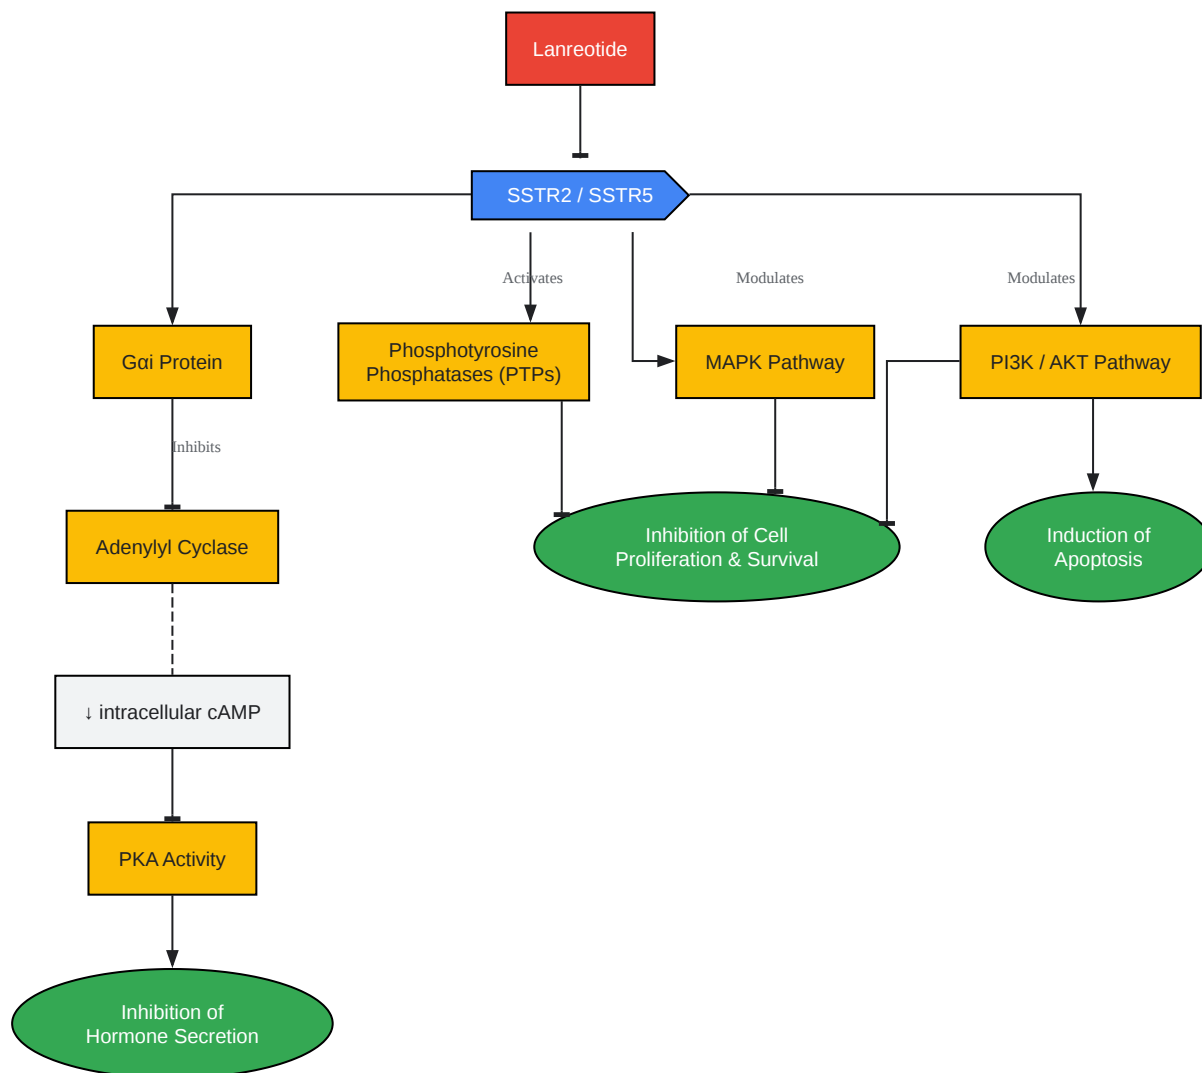 Lanreotide
SSTR2 / SSTR5
Activates
Modulates
Modulates
Gαi Protein
Phosphotyrosine
Phosphatases (PTPs)
MAPK Pathway
PI3K / AKT Pathway
Inhibits
Adenylyl Cyclase
Inhibition of Cell
Proliferation & Survival
Induction of
Apoptosis
↓ intracellular cAMP
PKA Activity
Inhibition of
Hormone Secretion